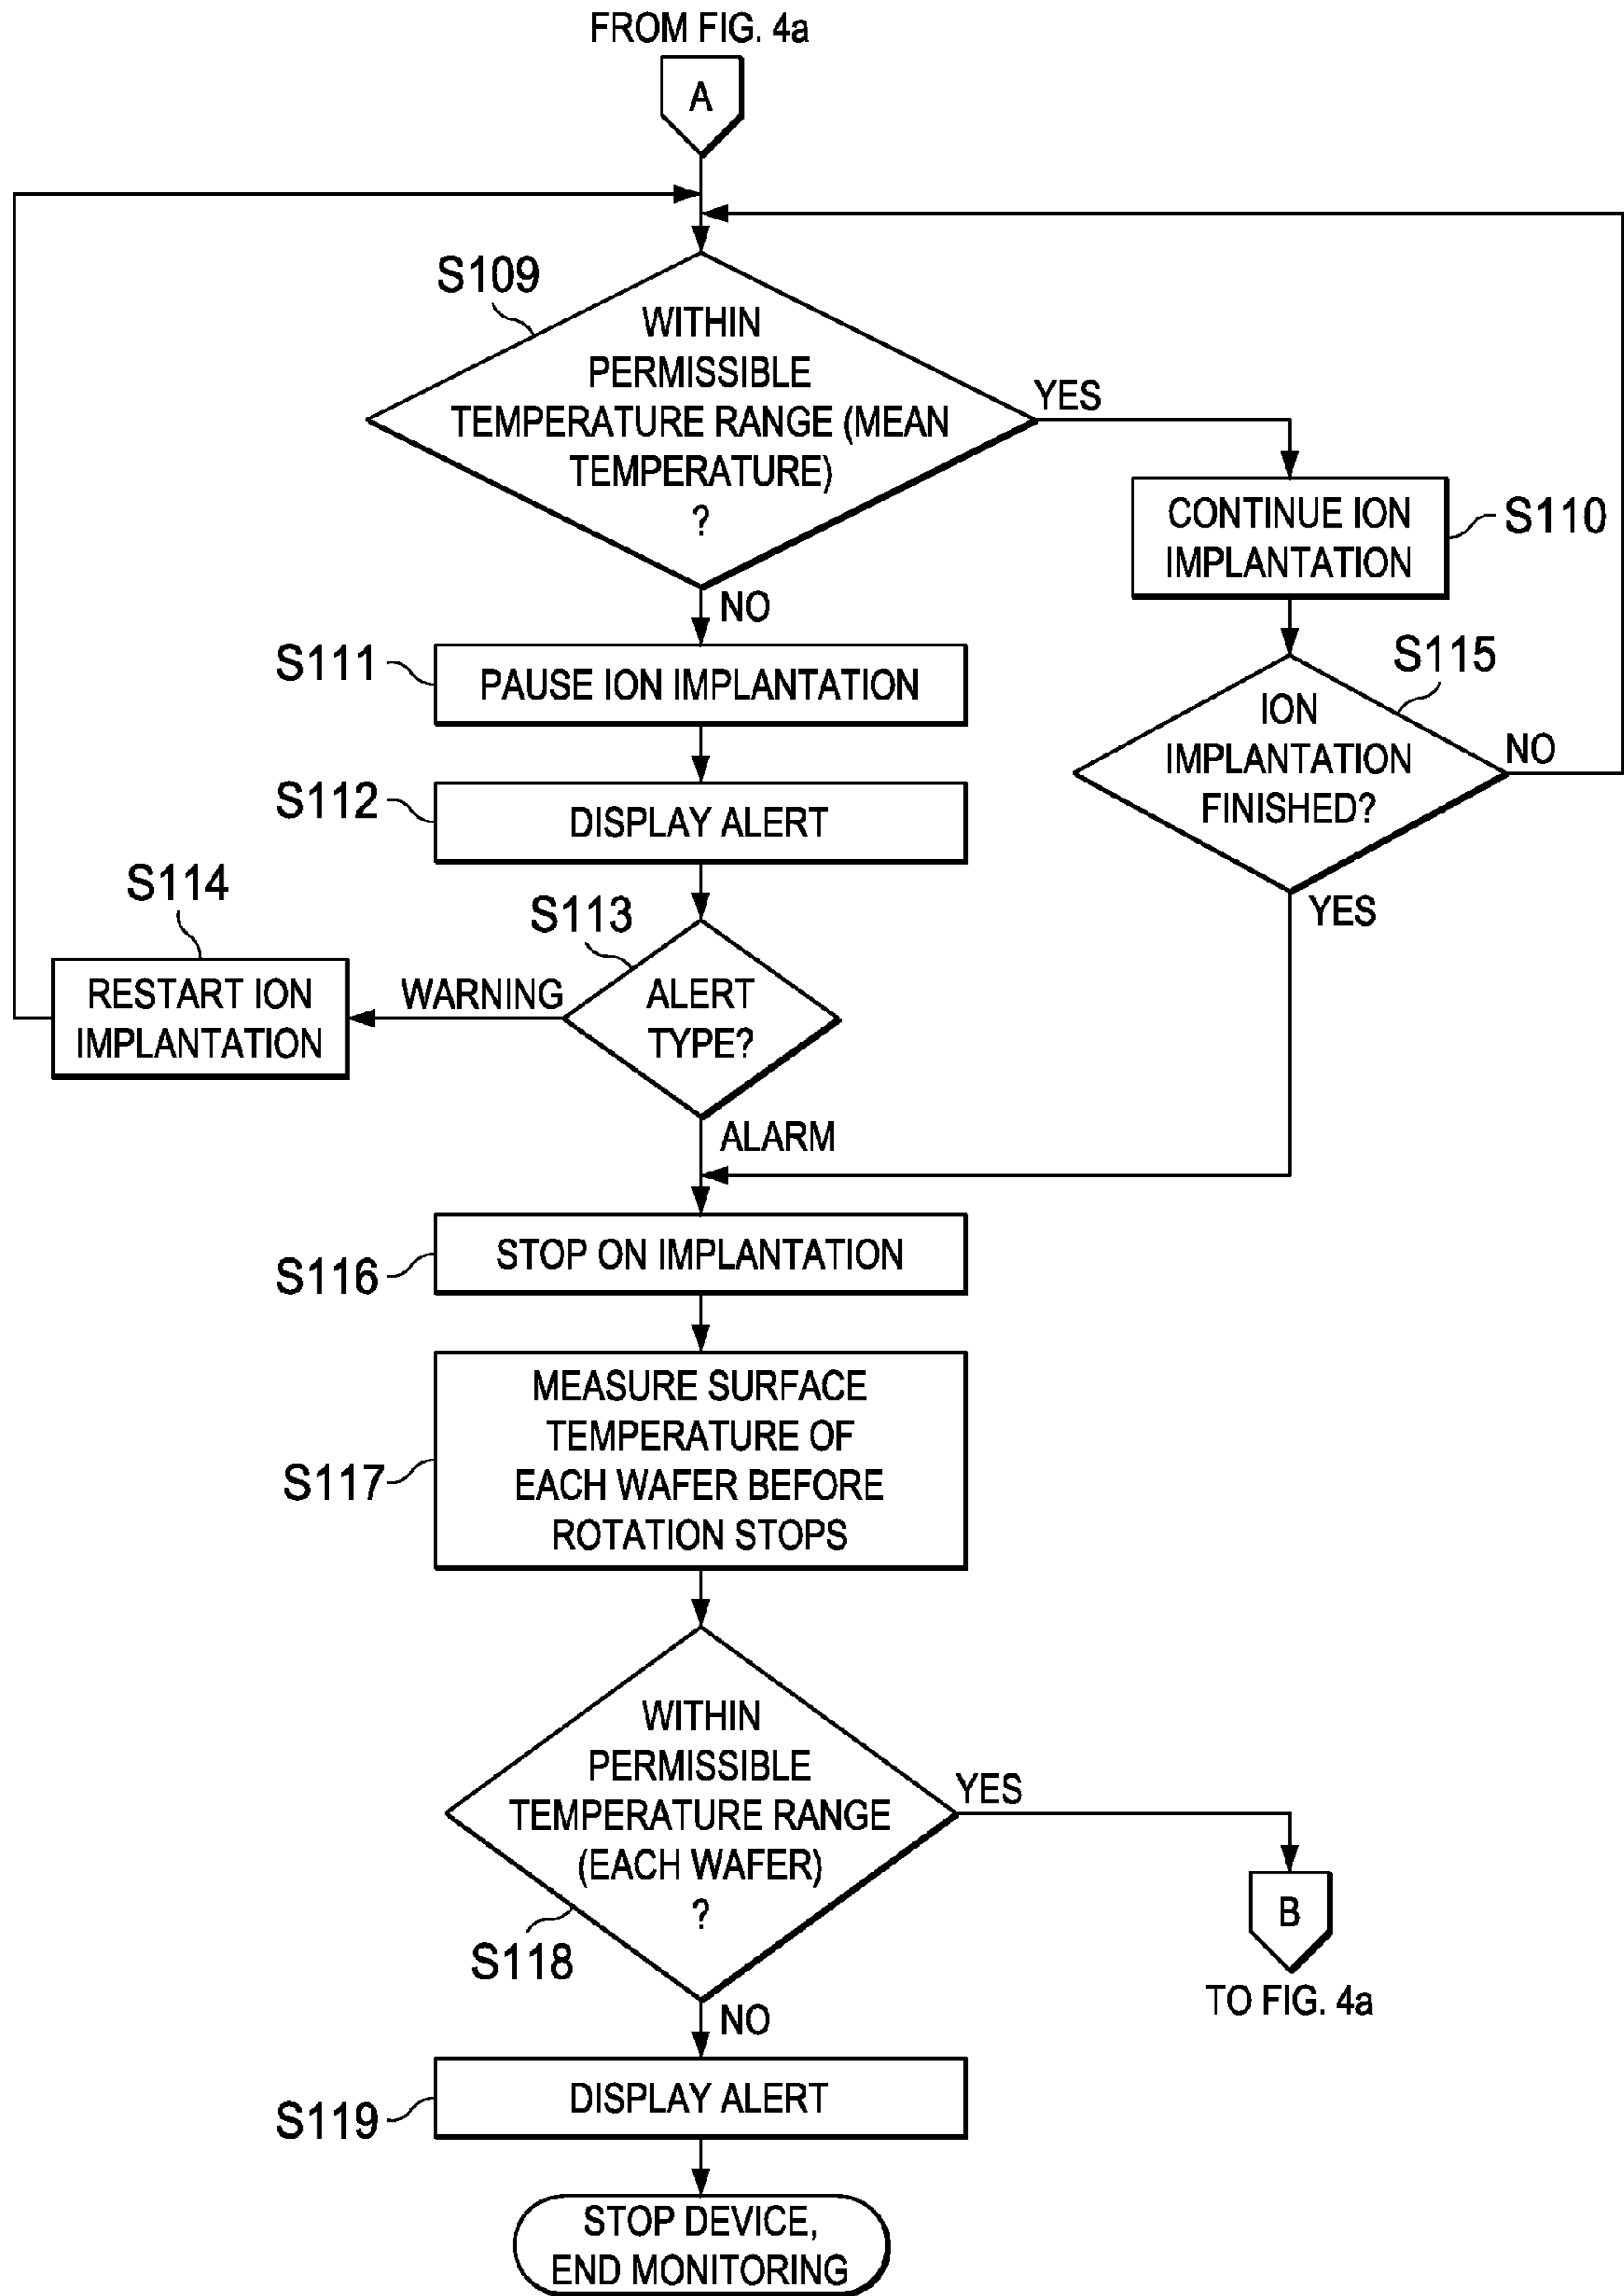 FROM FIG. 4a
A
S109
WITHIN
PERMISSIBLE
TEMPERATURE RANGE (MEAN
TEMPERATURE)
?
YES
NO
CONTINUE ION
IMPLANTATION
S110
S111
PAUSE ION IMPLANTATION
S115
ION
IMPLANTATION
FINISHED?
NO
YES
S112
DISPLAY ALERT
S114
RESTART ION
IMPLANTATION
WARNING
S113
ALERT
TYPE?
ALARM
S116
STOP ON IMPLANTATION
S117
MEASURE SURFACE
TEMPERATURE OF
EACH WAFER BEFORE
ROTATION STOPS
WITHIN
PERMISSIBLE
TEMPERATURE RANGE
(EACH WAFER)
?
S118
YES
B
TO FIG. 4a
NO
S119
DISPLAY ALERT
STOP DEVICE,
END MONITORING